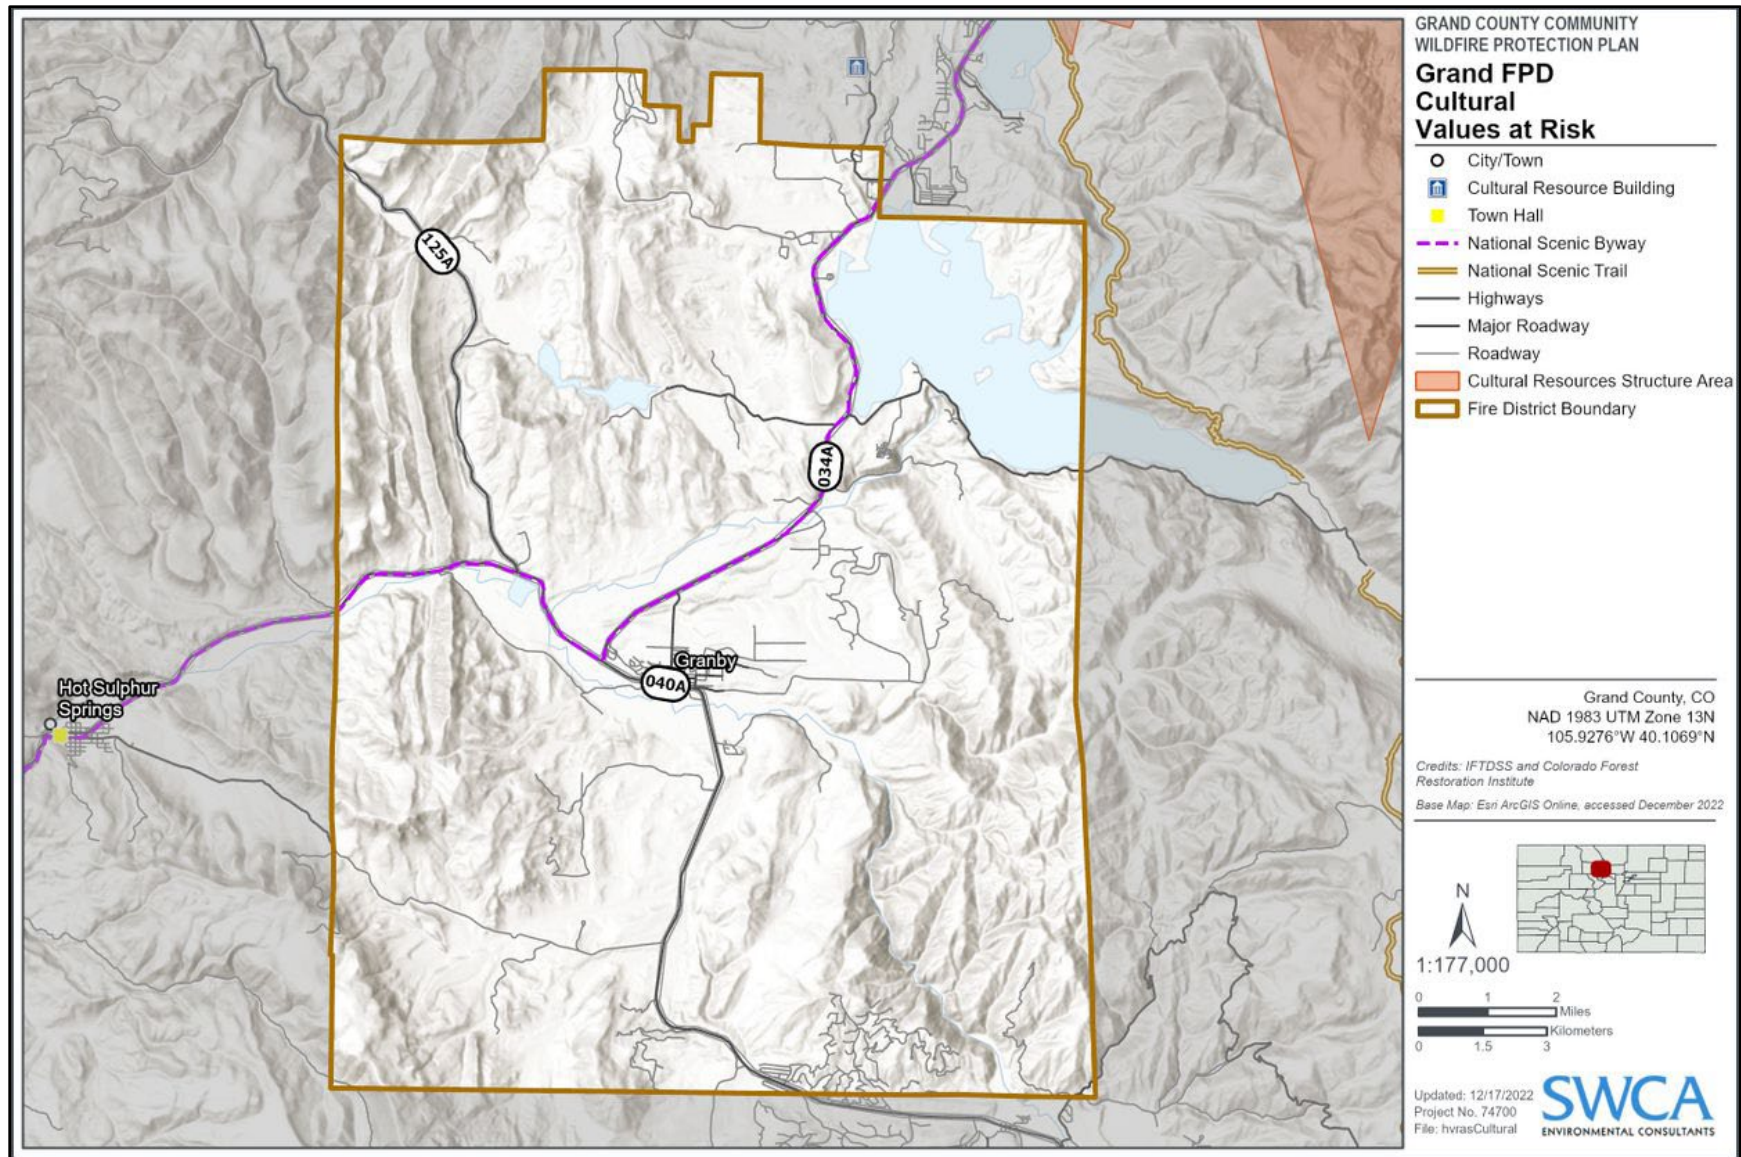 GRAND COUNTY COMMUNITY
WILDFIRE PROTECTION PLAN
Grand FPD
Cultural
Values at Risk
City/Town
Cultural Resource Building
Town Hall
National Scenic Byway
National Scenic Trail
Highways
Major Roadway
Roadway
Cultural Resources Structure Area
Fire District Boundary
125A
034A
Granby
040A
Hot Sulphur
Springs
Grand County, CO
NAD 1983 UTM Zone 13N
105.9276°W 40.1069°N
Credits: IFTDSS and Colorado Forest
Restoration Institute
Base Map: Esri ArcGIS Online, accessed December 2022
N
1:177,000
0 1 2
Miles
Kilometers
0 1.5 3
Updated: 12/17/2022
Project No. 74700
File: hvrasCultural
SWCA
ENVIRONMENTAL CONSULTANTS